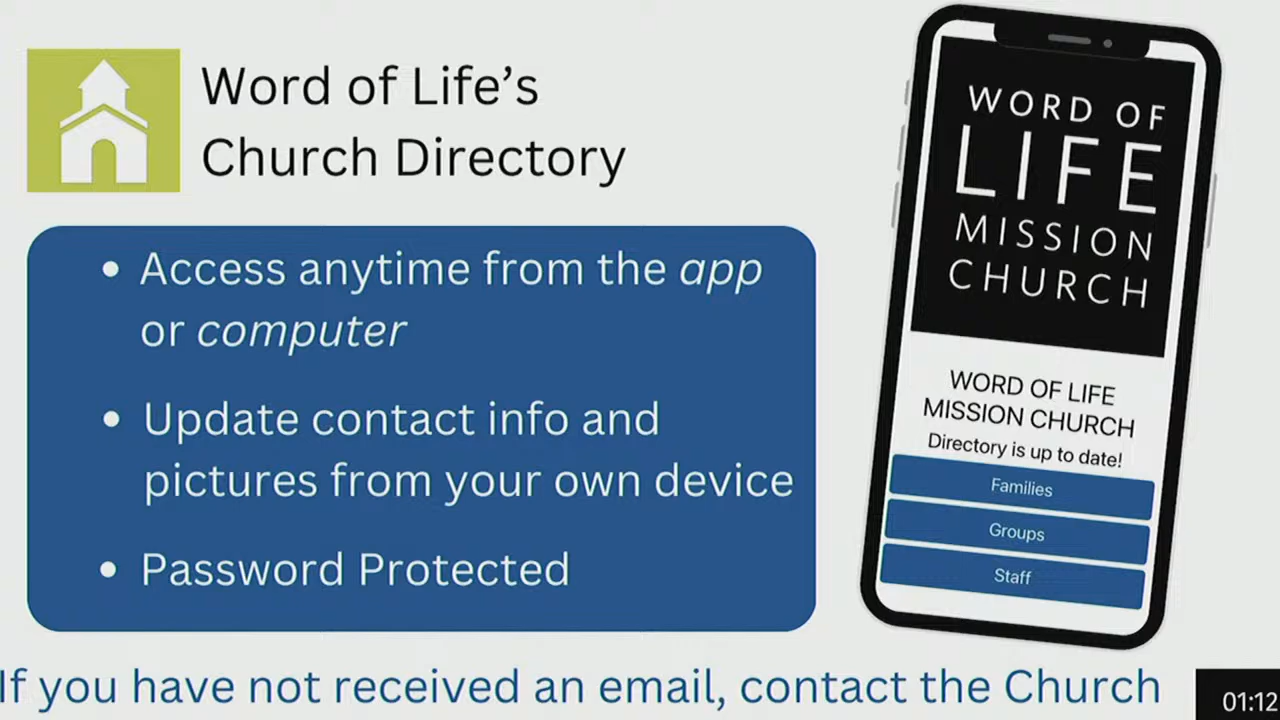 Word of Life’s
Church Directory
• Access anytime from the app
or computer
• Update contact info and
pictures from your own device
• Password Protected
WORD OF
LIFE
MISSION
CHURCH
WORD OF LIFE
MISSION CHURCH
Directory is up to date!
Families
Groups
Staff
If you have not received an email, contact the Church
01:12